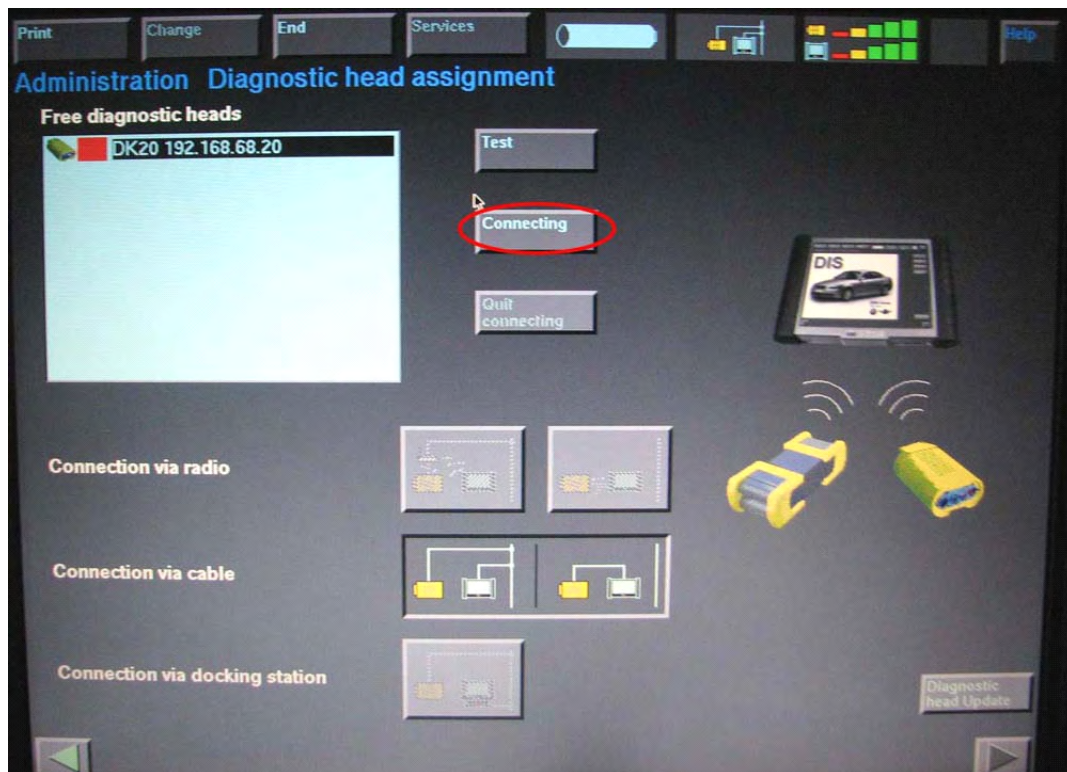 Print
Change
End
Services
Help
Administration Diagnostic head assignment
Free diagnostic heads
DK20 192.168.68.20
Test
Connecting
Quit
connecting
DIS
Connection via radio
Connection via cable
Connection via docking station
Diagnostic
head Update